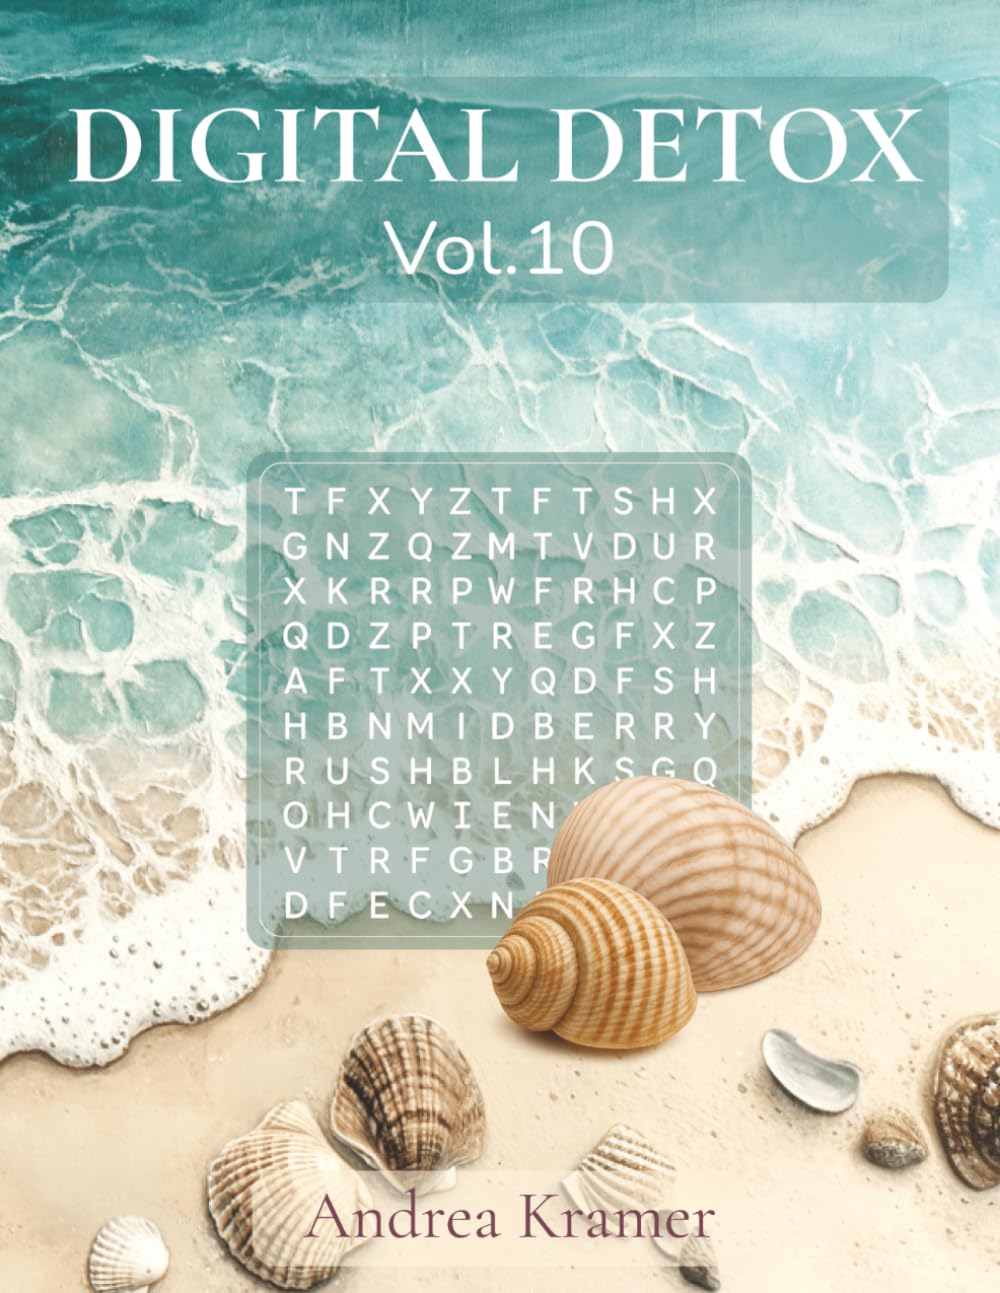 DIGITAL DETOX
Vol.10
T F X Y Z T F T S H X
G N Z Q Z M T V D U R
X K R R P W F R H C P
Q D Z P T R E G F X Z
A F T X X Y Q D F S H
H B N M I D B E R R Y
R U S H B L H K S G Q
O H C W I E N
V T R F G B R
D F E C X N
Andrea Kramer